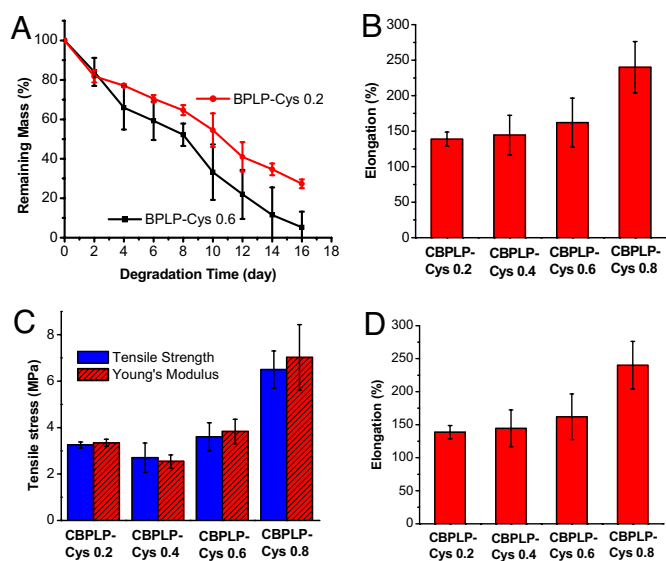 A
100
80
60
40
20
0
Remaining Mass (%)
BPLP-Cys 0.2
BPLP-Cys 0.6
0 2 4 6 8 10 12 14 16 18
Degradation Time (day)
B
250
200
150
100
50
0
Elongation (%)
CBPLP- CBPLP- CBPLP- CBPLP-
Cys 0.2 Cys 0.4 Cys 0.6 Cys 0.8
C
8
6
4
2
0
Tensile stress (MPa)
Tensile Strength
Young's Modulus
CBPLP- CBPLP- CBPLP- CBPLP-
Cys 0.2 Cys 0.4 Cys 0.6 Cys 0.8
D
300
250
200
150
100
50
0
Elongation (%)
CBPLP- CBPLP- CBPLP- CBPLP-
Cys 0.2 Cys 0.4 Cys 0.6 Cys 0.8